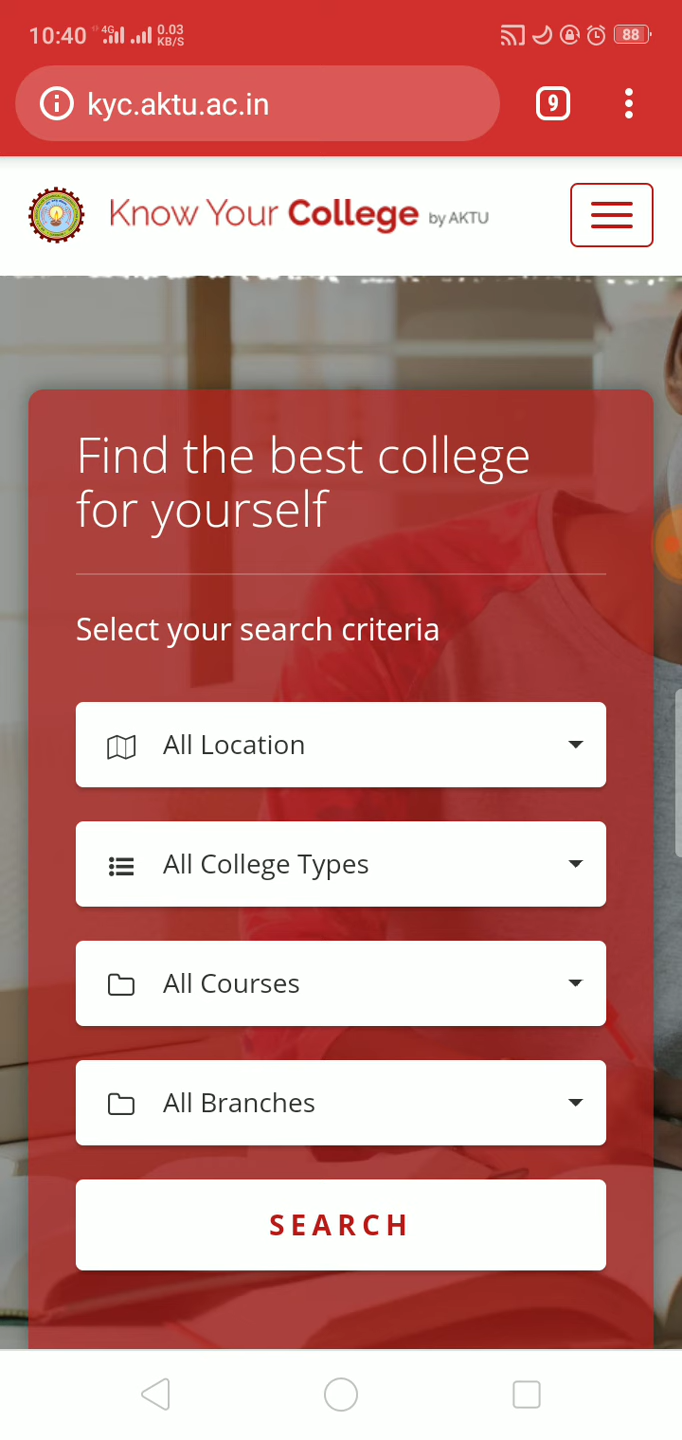 10:40 4G 0.03 KB/S 88
kyc.aktu.ac.in 9
Know Your College by AKTU
Find the best college
for yourself
Select your search criteria
All Location
All College Types
All Courses
All Branches
SEARCH